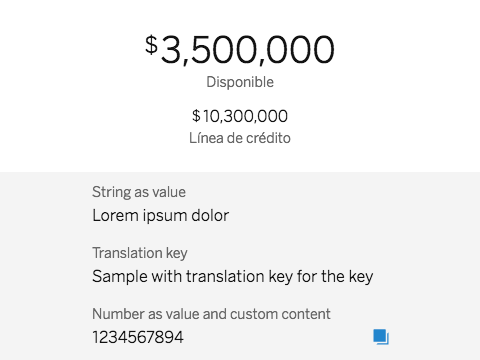 $3,500,000
Disponible
$10,300,000
Línea de crédito
String as value
Lorem ipsum dolor
Translation key
Sample with translation key for the key
Number as value and custom content
1234567894